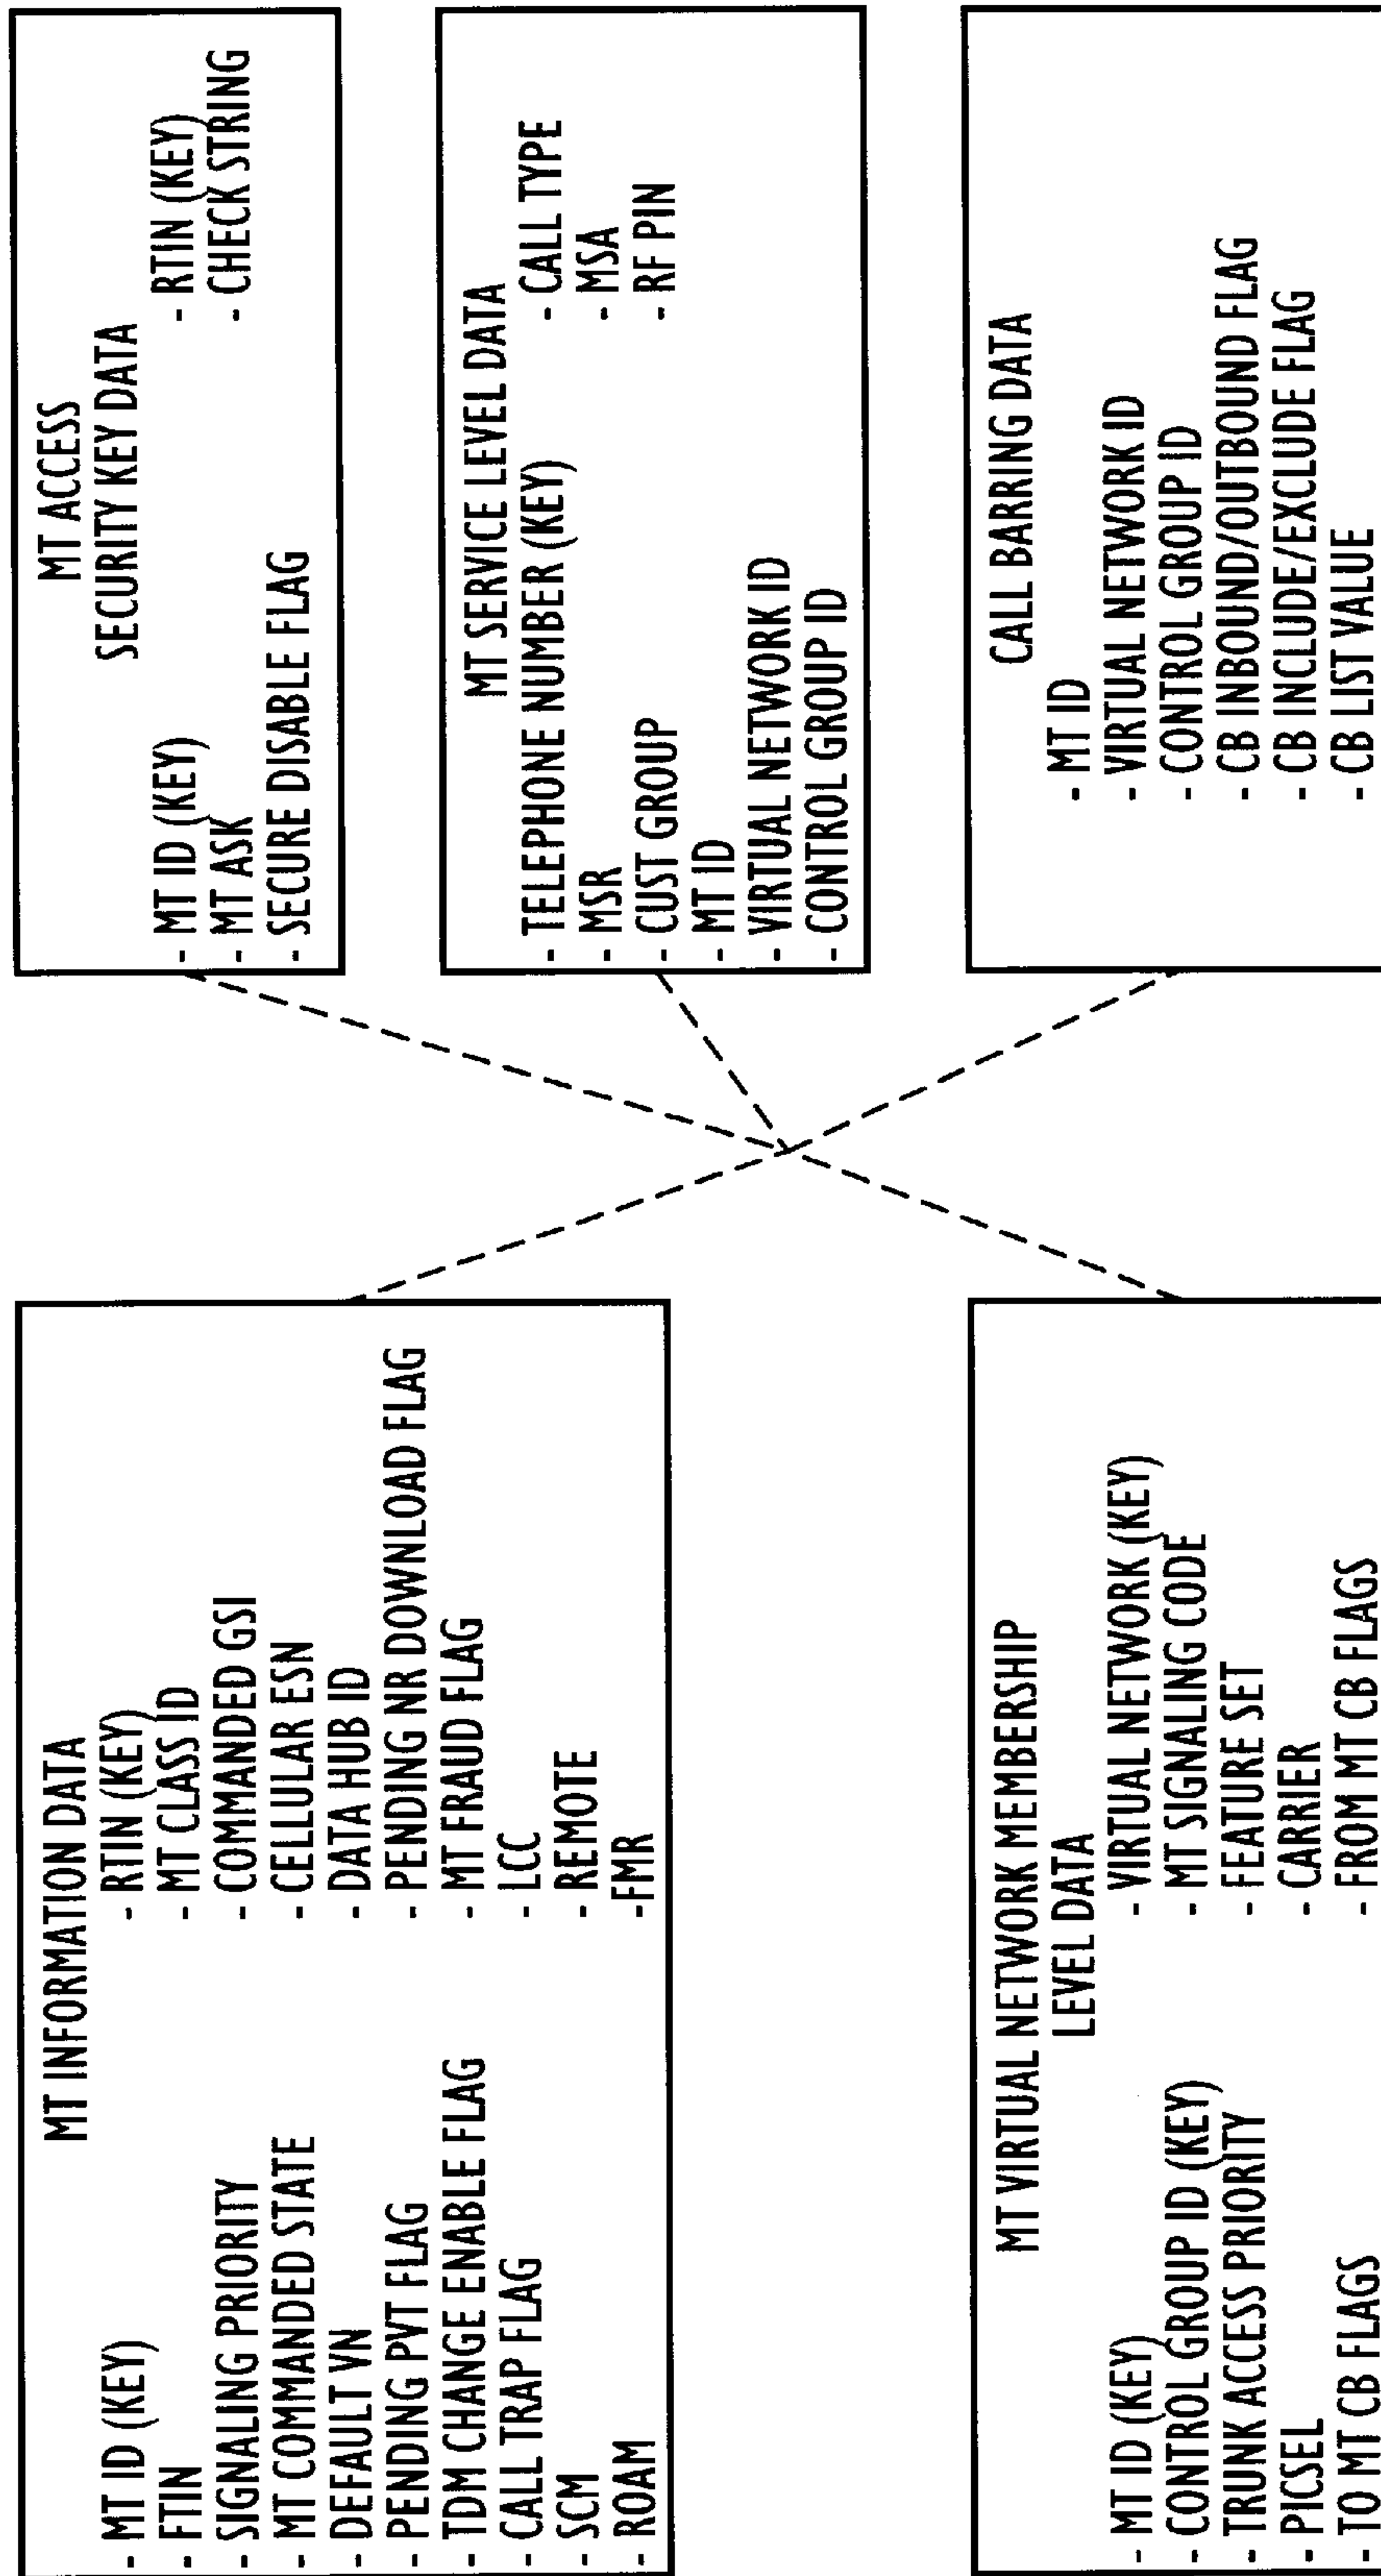 MT INFORMATION DATA
- MT ID (KEY)
- FTIN
- SIGNALING PRIORITY
- MT COMMANDED STATE
- DEFAULT VN
- PENDING PVT FLAG
- TDM CHANGE ENABLE FLAG
- CALL TRAP FLAG
- SCM
- ROAM
- RTIN (KEY)
- MT CLASS ID
- COMMANDED GSI
- CELLULAR ESN
- DATA HUB ID
- PENDING NR DOWNLOAD FLAG
- MT FRAUD FLAG
- LCC
- REMOTE
-FMR
MT ACCESS
SECURITY KEY DATA
- MT ID (KEY)
- MT ASK
- SECURE DISABLE FLAG
- RTIN (KEY)
- CHECK STRING
MT SERVICE LEVEL DATA
- TELEPHONE NUMBER (KEY)
- MSR
- CUST GROUP
- MT ID
- VIRTUAL NETWORK ID
- CONTROL GROUP ID
- CALL TYPE
- MSA
- RF PIN
MT VIRTUAL NETWORK MEMBERSHIP
LEVEL DATA
- MT ID (KEY)
- CONTROL GROUP ID (KEY)
- TRUNK ACCESS PRIORITY
- PICSEL
- TO MT CB FLAGS
- VIRTUAL NETWORK (KEY)
- MT SIGNALING CODE
- FEATURE SET
- CARRIER
- FROM MT CB FLAGS
CALL BARRING DATA
- MT ID
- VIRTUAL NETWORK ID
- CONTROL GROUP ID
- CB INBOUND/OUTBOUND FLAG
- CB INCLUDE/EXCLUDE FLAG
- CB LIST VALUE